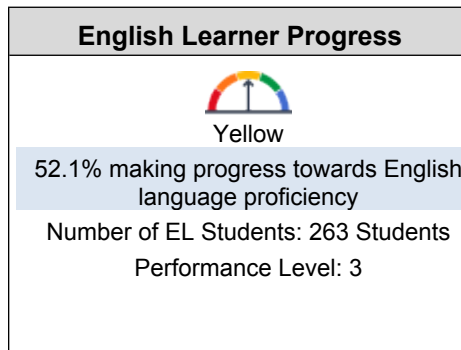 English Learner Progress
Yellow
52.1% making progress towards English
language proficiency
Number of EL Students: 263 Students
Performance Level: 3